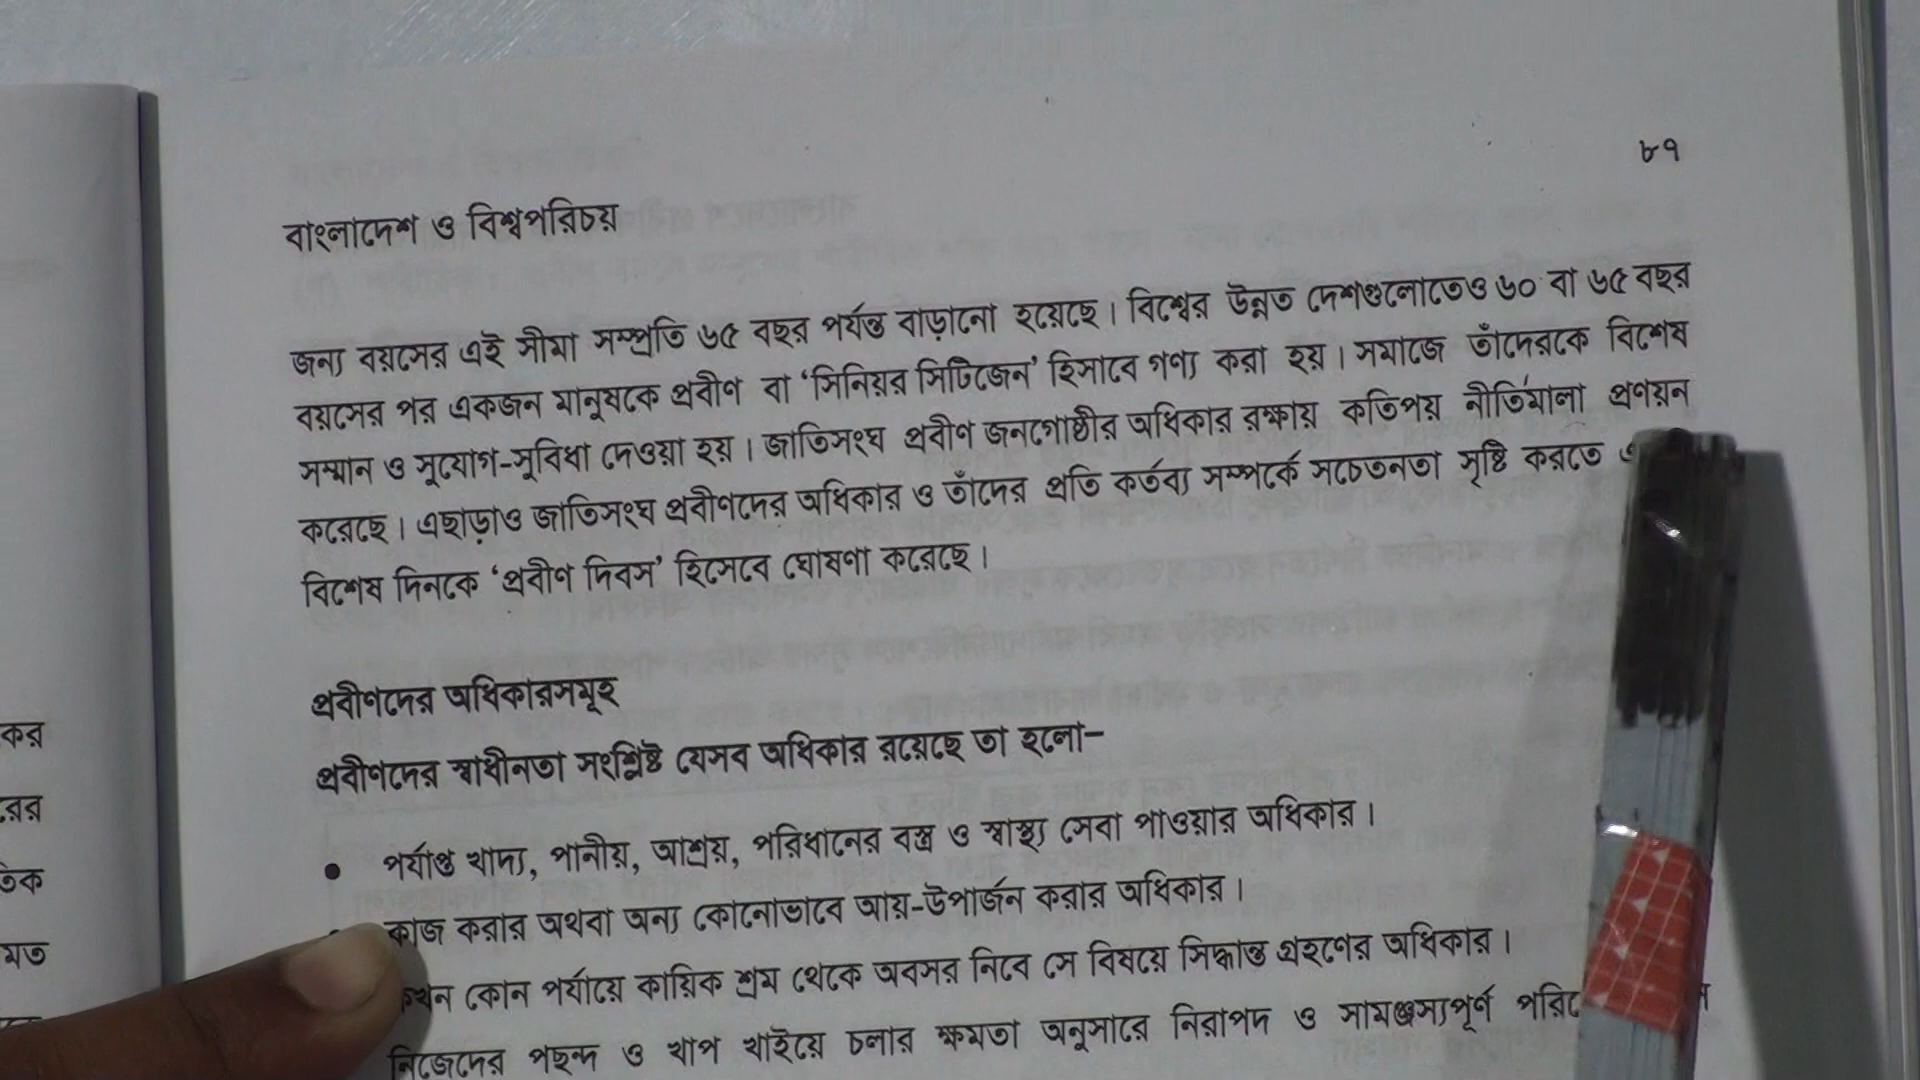 ৮৭
বাংলাদেশ ও বিশ্বপরিচয়
জন্য বয়সের এই সীমা সম্প্রতি ৬৫ বছর পর্যন্ত বাড়ানো হয়েছে। বিশ্বের উন্নত দেশগুলোতেও ৬০ বা ৬৫ বছর
বয়সের পর একজন মানুষকে প্রবীণ বা ‘সিনিয়র সিটিজেন’ হিসাবে গণ্য করা হয়। সমাজে তাঁদেরকে বিশেষ
সম্মান ও সুযোগ-সুবিধা দেওয়া হয়। জাতিসংঘ প্রবীণ জনগোষ্ঠীর অধিকার রক্ষায় কতিপয় নীতিমালা প্রণয়ন
করেছে। এছাড়াও জাতিসংঘ প্রবীণদের অধিকার ও তাঁদের প্রতি কর্তব্য সম্পর্কে সচেতনতা সৃষ্টি করতে
বিশেষ দিনকে ‘প্রবীণ দিবস’ হিসেবে ঘোষণা করেছে।
প্রবীণদের অধিকারসমূহ
প্রবীণদের স্বাধীনতা সংশ্লিষ্ট যেসব অধিকার রয়েছে তা হলো–
• পর্যাপ্ত খাদ্য, পানীয়, আশ্রয়, পরিধানের বস্ত্র ও স্বাস্থ্য সেবা পাওয়ার অধিকার।
কাজ করার অথবা অন্য কোনোভাবে আয়-উপার্জন করার অধিকার।
কখন কোন পর্যায়ে কায়িক শ্রম থেকে অবসর নিবে সে বিষয়ে সিদ্ধান্ত গ্রহণের অধিকার।
নিজেদের পছন্দ ও খাপ খাইয়ে চলার ক্ষমতা অনুসারে নিরাপদ ও সামঞ্জস্যপূর্ণ